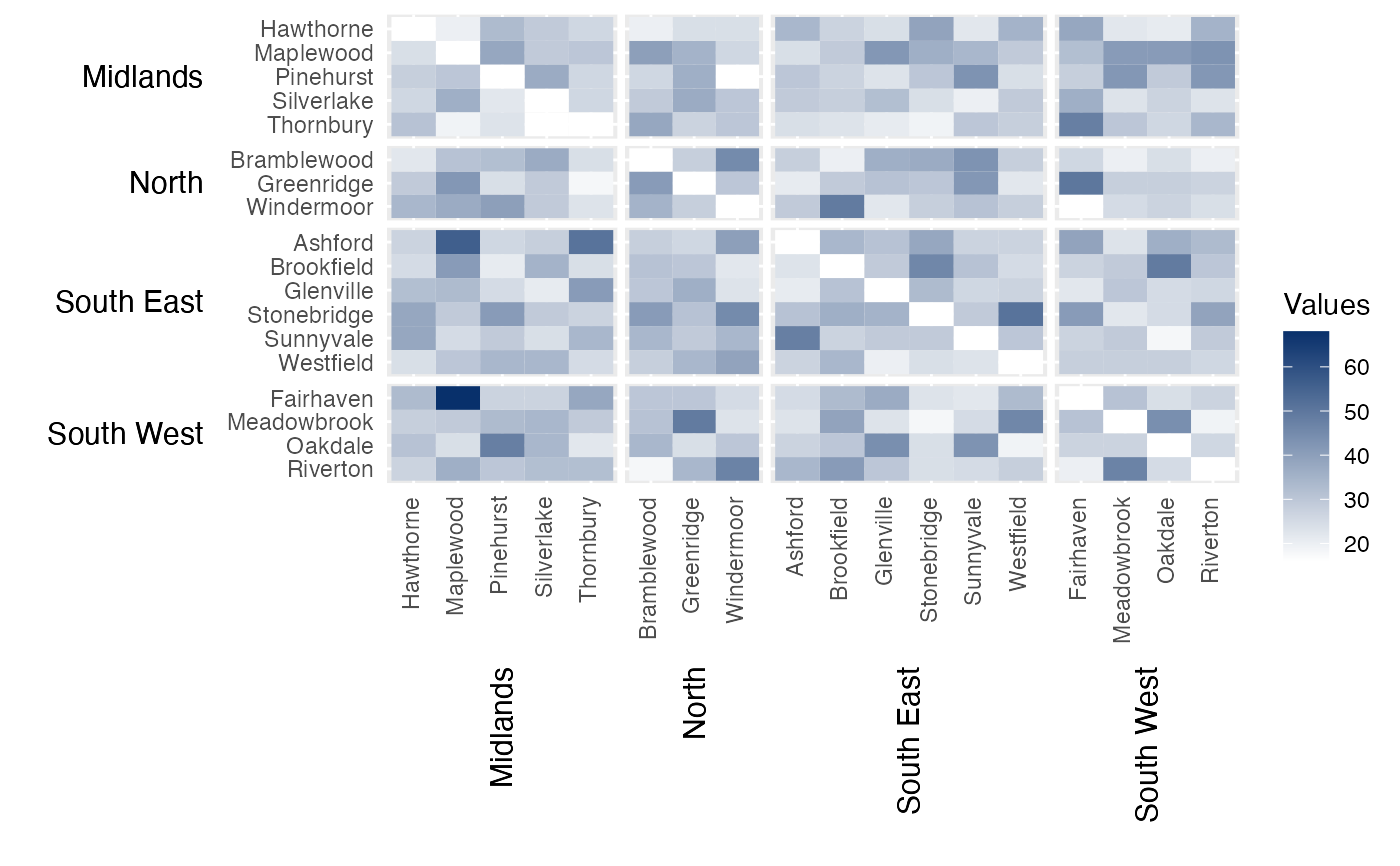 Midlands
North
South East
South West
Hawthorne
Maplewood
Pinehurst
Silverlake
Thornbury
Bramblewood
Greenridge
Windermoor
Ashford
Brookfield
Glenville
Stonebridge
Sunnyvale
Westfield
Fairhaven
Meadowbrook
Oakdale
Riverton
Hawthorne
Maplewood
Pinehurst
Silverlake
Thornbury
Bramblewood
Greenridge
Windermoor
Ashford
Brookfield
Glenville
Stonebridge
Sunnyvale
Westfield
Fairhaven
Meadowbrook
Oakdale
Riverton
Midlands
North
South East
South West
Values
60
50
40
30
20